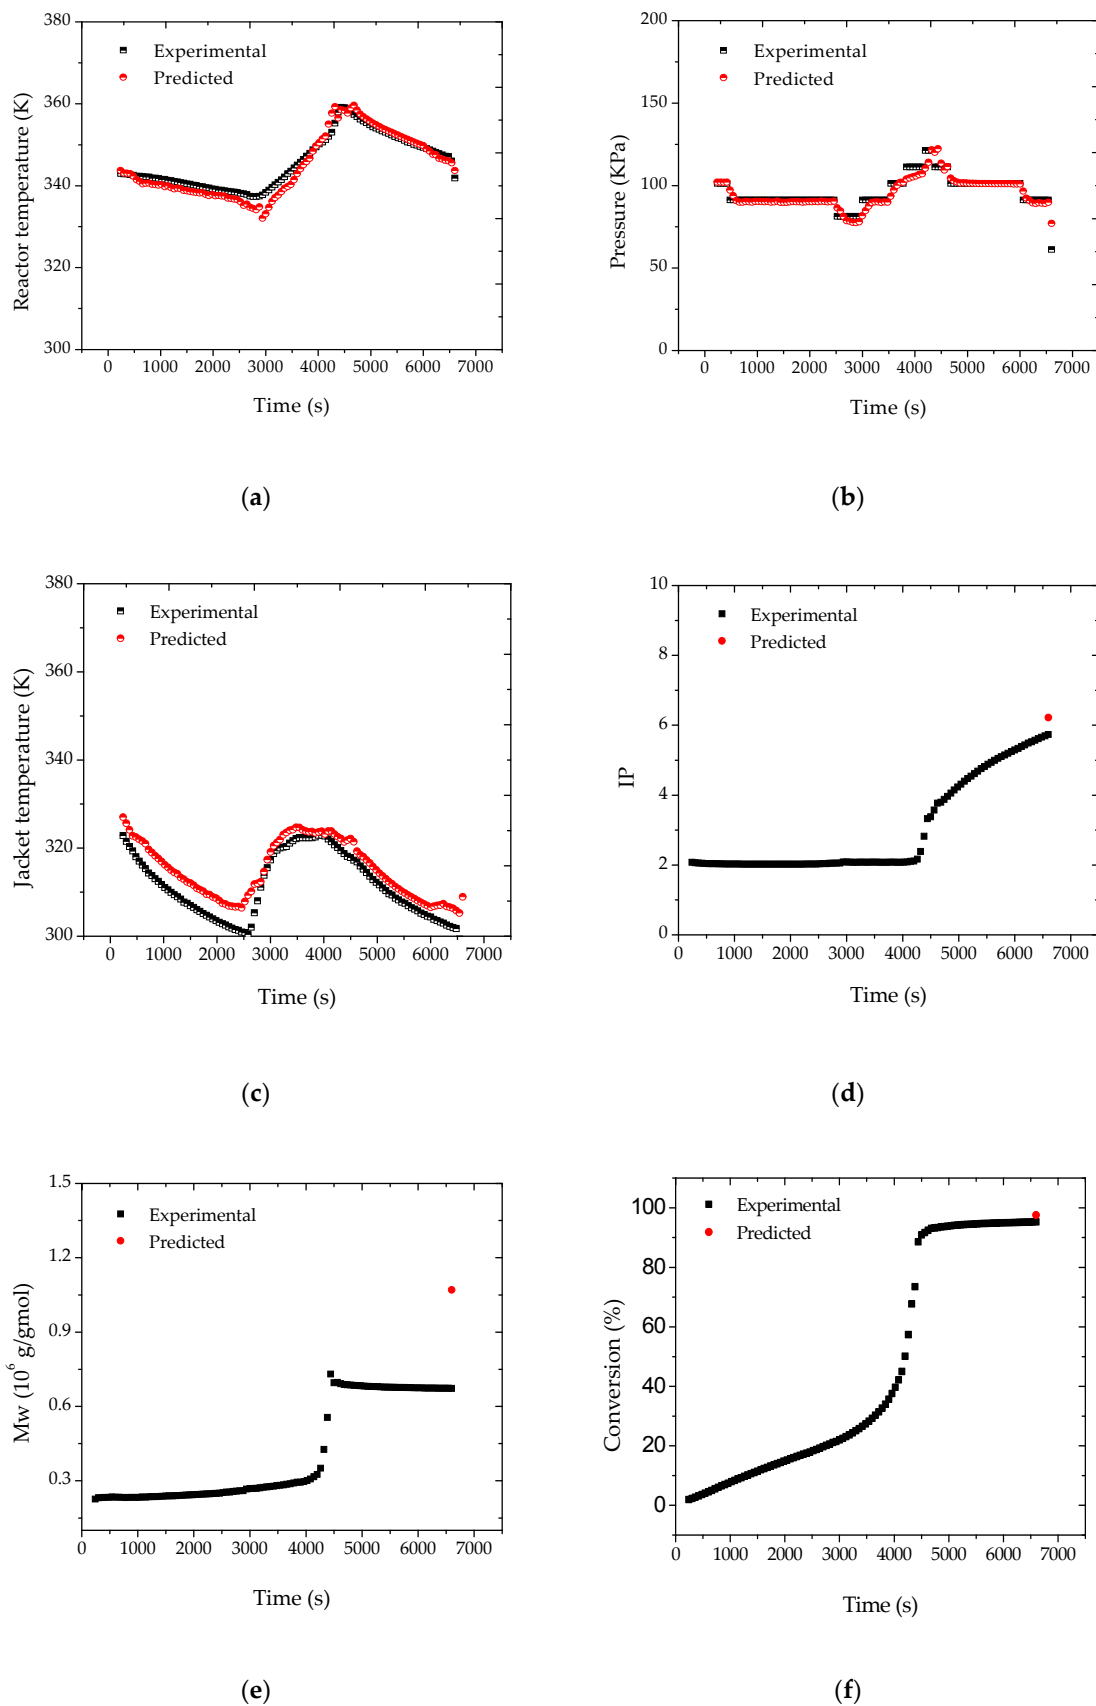 380
Experimental
Predicted
360
340
320
300
Reactor temperature (K)
0 1000 2000 3000 4000 5000 6000 7000
Time (s)
(a)
200
Experimental
Predicted
150
100
50
0
Pressure (KPa)
0 1000 2000 3000 4000 5000 6000 7000
Time (s)
(b)
380
Experimental
Predicted
360
340
320
300
Jacket temperature (K)
0 1000 2000 3000 4000 5000 6000 7000
Time (s)
(c)
10
Experimental
Predicted
8
6
4
2
0
IP
0 1000 2000 3000 4000 5000 6000 7000
Time (s)
(d)
1.5
Experimental
Predicted
1.2
0.9
0.6
0.3
Mw (10⁶ g/gmol)
0 1000 2000 3000 4000 5000 6000 7000
Time (s)
(e)
100
Experimental
Predicted
80
60
40
20
0
Conversion (%)
0 1000 2000 3000 4000 5000 6000 7000
Time (s)
(f)